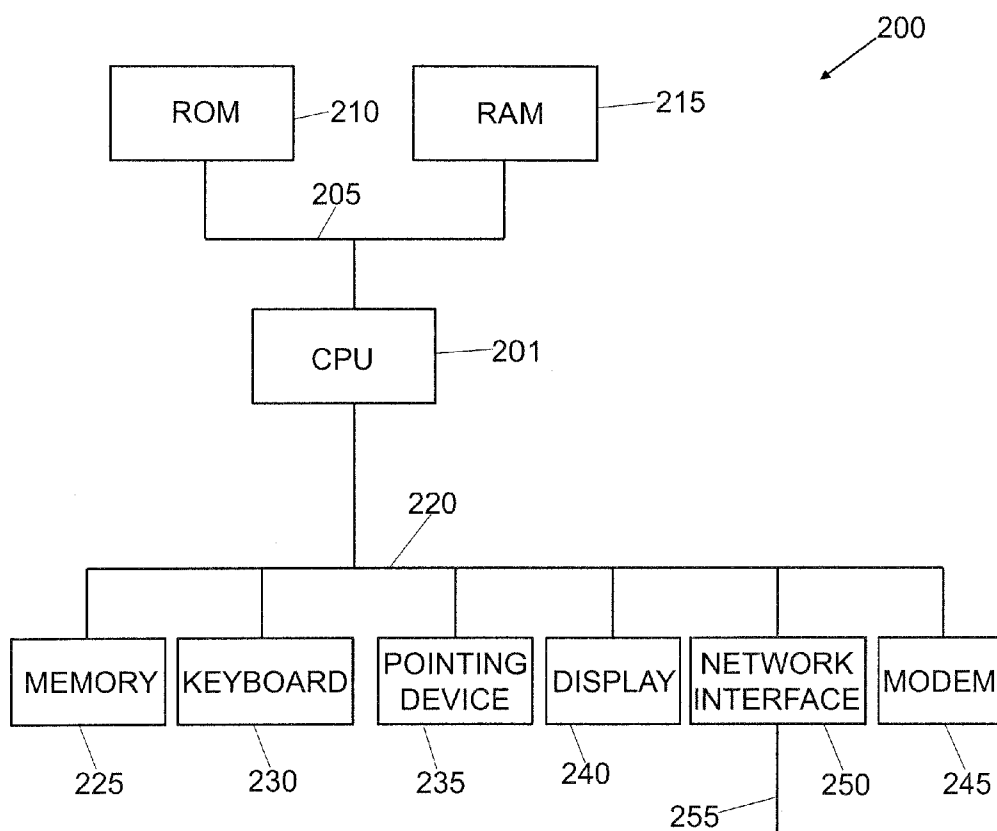 200
ROM
210
RAM
215
205
CPU
201
220
MEMORY
KEYBOARD
POINTING
DEVICE
DISPLAY
NETWORK
INTERFACE
MODEM
225
230
235
240
250
245
255